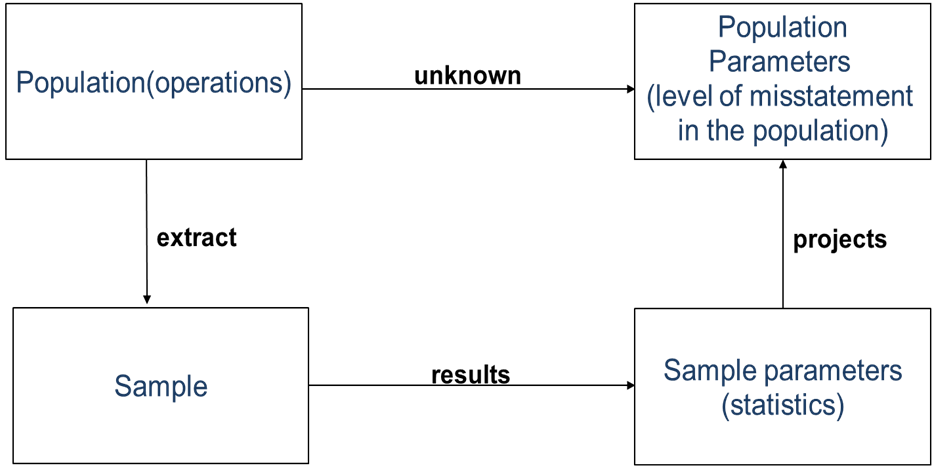 Population(operations)
unknown
Population
Parameters
(level of misstatement
in the population)
extract
projects
Sample
results
Sample parameters
(statistics)